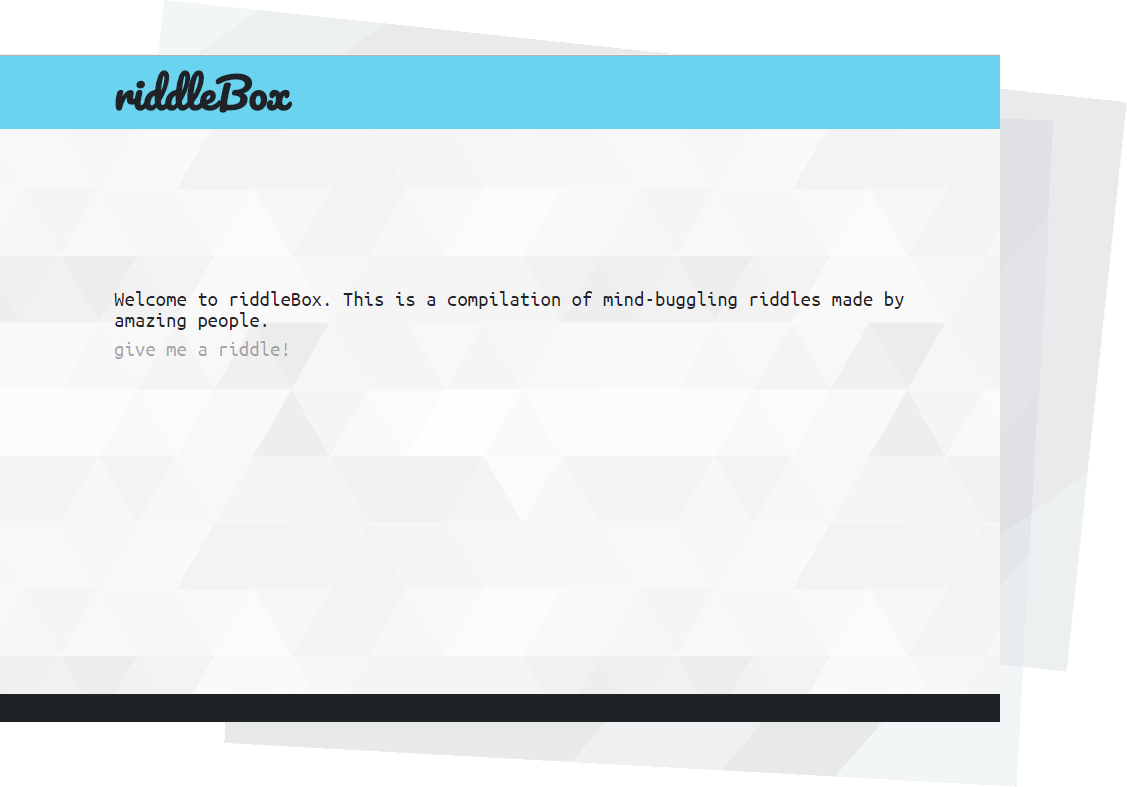 riddleBox
Welcome to riddleBox. This is a compilation of mind-buggling riddles made by
amazing people.
give me a riddle!